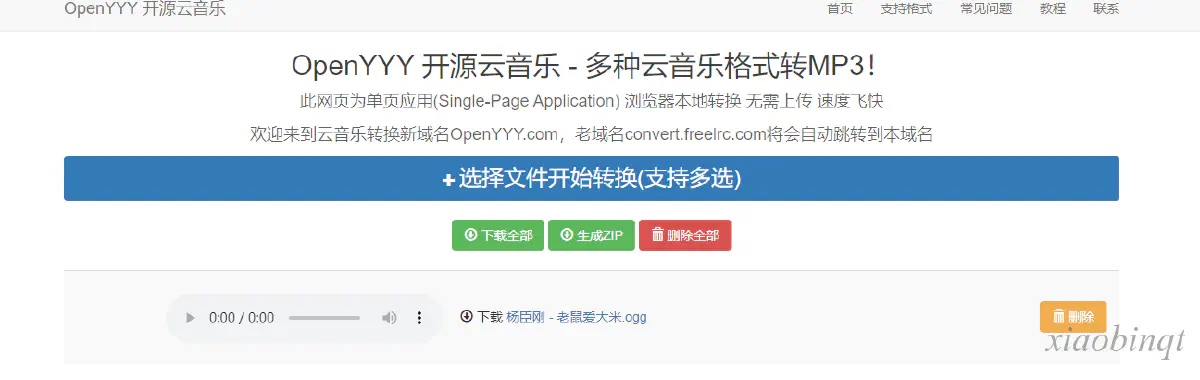 OpenYYY 开源云音乐 首页 支持格式 常见问题 教程 联系
OpenYYY 开源云音乐 - 多种云音乐格式转MP3！
此网页为单页应用(Single-Page Application) 浏览器本地转换 无需上传 速度飞快
欢迎来到云音乐转换新域名OpenYYY.com，老域名convert.freelrc.com将会自动跳转到本域名
+选择文件开始转换(支持多选)
下载全部 生成ZIP 删除全部
0:00 / 0:00 下载 杨臣刚 - 老鼠爱大米.ogg 删除
xiaobinqt